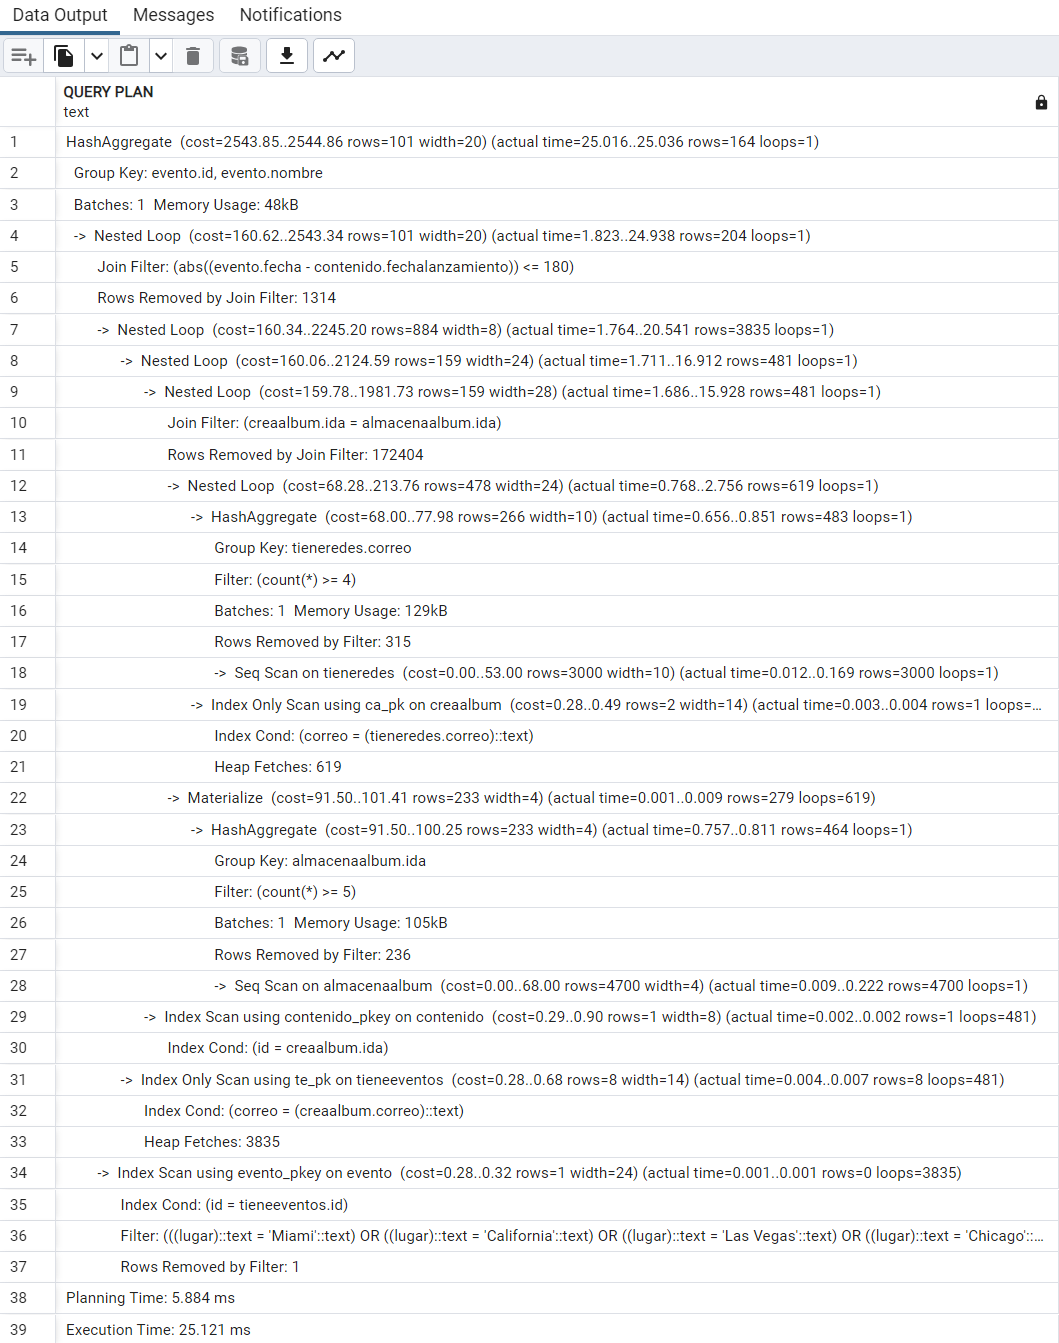 Data Output Messages Notifications
QUERY PLAN
text
1 HashAggregate (cost=2543.85..2544.86 rows=101 width=20) (actual time=25.016..25.036 rows=164 loops=1)
2 Group Key: evento.id, evento.nombre
3 Batches: 1 Memory Usage: 48kB
4 -> Nested Loop (cost=160.62..2543.34 rows=101 width=20) (actual time=1.823..24.938 rows=204 loops=1)
5 Join Filter: (abs((evento.fecha - contenido.fechalanzamiento)) <= 180)
6 Rows Removed by Join Filter: 1314
7 -> Nested Loop (cost=160.34..2245.20 rows=884 width=8) (actual time=1.764..20.541 rows=3835 loops=1)
8 -> Nested Loop (cost=160.06..2124.59 rows=159 width=24) (actual time=1.711..16.912 rows=481 loops=1)
9 -> Nested Loop (cost=159.78..1981.73 rows=159 width=28) (actual time=1.686..15.928 rows=481 loops=1)
10 Join Filter: (creaalbum.ida = almacenaalbum.ida)
11 Rows Removed by Join Filter: 172404
12 -> Nested Loop (cost=68.28..213.76 rows=478 width=24) (actual time=0.768..2.756 rows=619 loops=1)
13 -> HashAggregate (cost=68.00..77.98 rows=266 width=10) (actual time=0.656..0.851 rows=483 loops=1)
14 Group Key: tieneredes.correo
15 Filter: (count(*) >= 4)
16 Batches: 1 Memory Usage: 129kB
17 Rows Removed by Filter: 315
18 -> Seq Scan on tieneredes (cost=0.00..53.00 rows=3000 width=10) (actual time=0.012..0.169 rows=3000 loops=1)
19 -> Index Only Scan using ca_pk on creaalbum (cost=0.28..0.49 rows=2 width=14) (actual time=0.003..0.004 rows=1 loops=...
20 Index Cond: (correo = (tieneredes.correo)::text)
21 Heap Fetches: 619
22 -> Materialize (cost=91.50..101.41 rows=233 width=4) (actual time=0.001..0.009 rows=279 loops=619)
23 -> HashAggregate (cost=91.50..100.25 rows=233 width=4) (actual time=0.757..0.811 rows=464 loops=1)
24 Group Key: almacenaalbum.ida
25 Filter: (count(*) >= 5)
26 Batches: 1 Memory Usage: 105kB
27 Rows Removed by Filter: 236
28 -> Seq Scan on almacenaalbum (cost=0.00..68.00 rows=4700 width=4) (actual time=0.009..0.222 rows=4700 loops=1)
29 -> Index Scan using contenido_pkey on contenido (cost=0.29..0.90 rows=1 width=8) (actual time=0.002..0.002 rows=1 loops=481)
30 Index Cond: (id = creaalbum.ida)
31 -> Index Only Scan using te_pk on tieneeventos (cost=0.28..0.68 rows=8 width=14) (actual time=0.004..0.007 rows=8 loops=481)
32 Index Cond: (correo = (creaalbum.correo)::text)
33 Heap Fetches: 3835
34 -> Index Scan using evento_pkey on evento (cost=0.28..0.32 rows=1 width=24) (actual time=0.001..0.001 rows=0 loops=3835)
35 Index Cond: (id = tieneeventos.id)
36 Filter: (((lugar)::text = 'Miami'::text) OR ((lugar)::text = 'California'::text) OR ((lugar)::text = 'Las Vegas'::text) OR ((lugar)::text = 'Chicago'::...
37 Rows Removed by Filter: 1
38 Planning Time: 5.884 ms
39 Execution Time: 25.121 ms